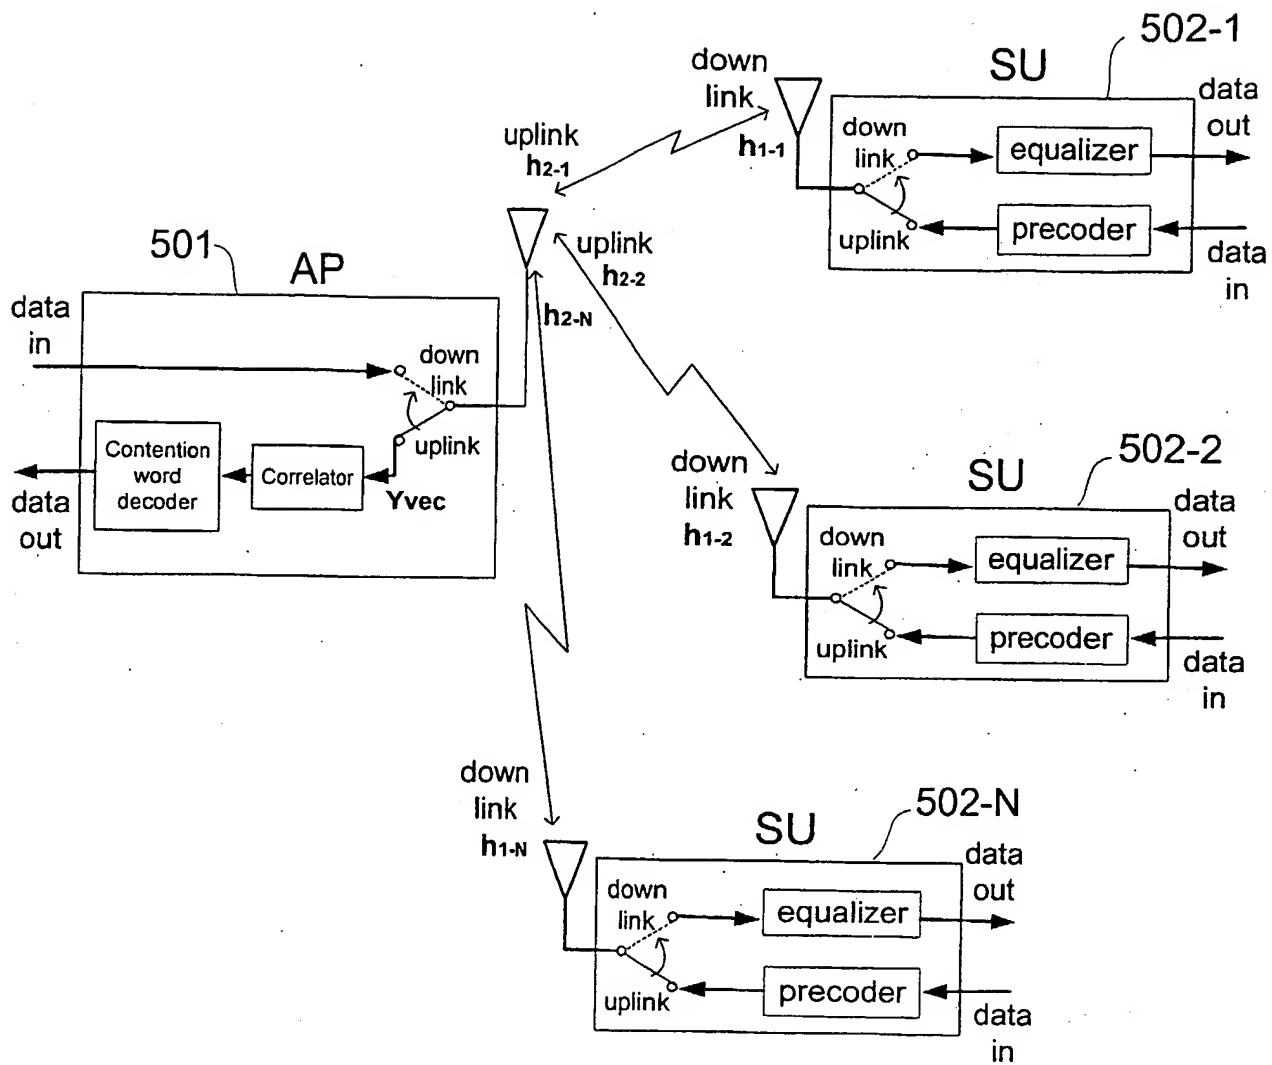 502-1
SU
down
link
data
out
uplink
h2-1
h1-1
down
link
equalizer
precoder
uplink
data
in
501
AP
uplink
h2-2
h2-N
data
in
down
link
uplink
Contention
word
decoder
Correlator
Yvec
data
out
502-2
SU
down
link
h1-2
data
out
down
link
equalizer
precoder
uplink
data
in
down
link
h1-N
502-N
SU
data
out
down
link
equalizer
precoder
uplink
data
in